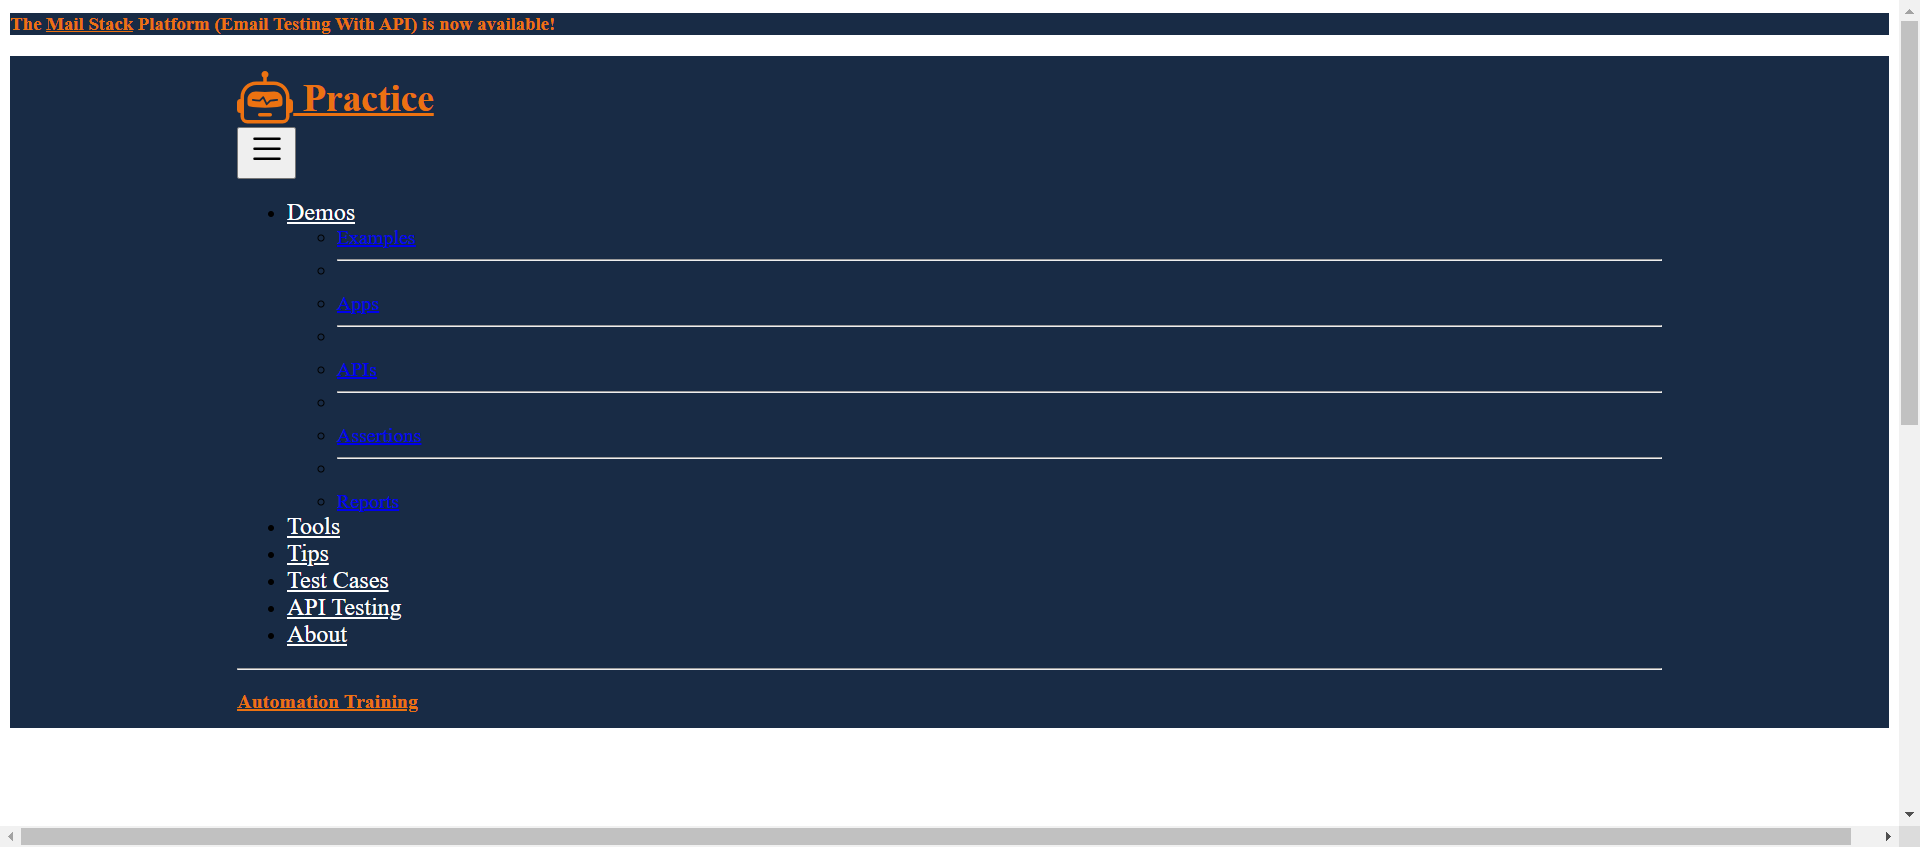 The Mail Stack Platform (Email Testing With API) is now available!
Practice
Demos
Examples
Apps
APIs
Assertions
Reports
Tools
Tips
Test Cases
API Testing
About
Automation Training